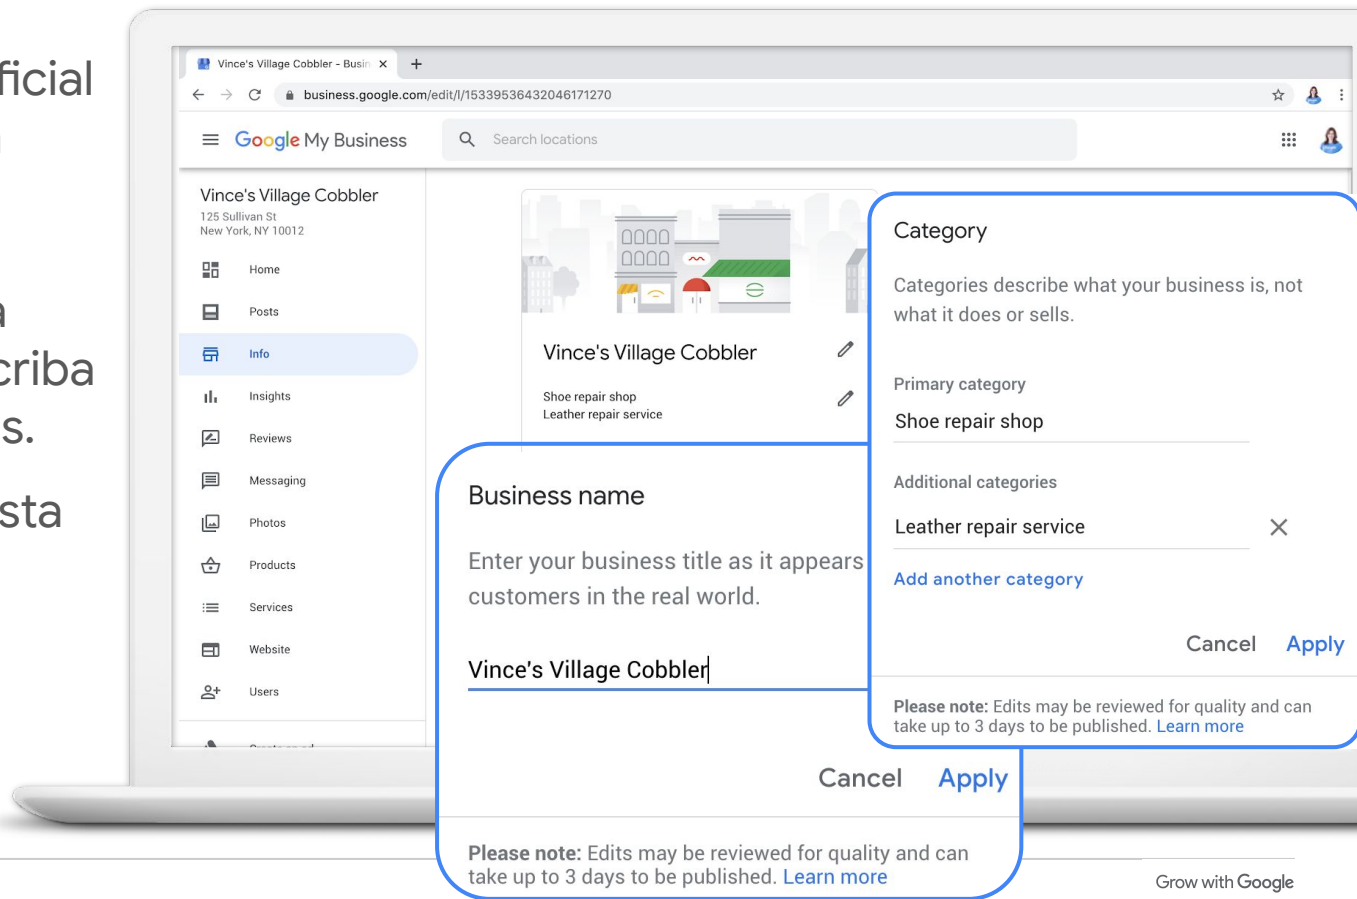 ficial
a
criba
s.
sta
Vince's Village Cobbler - Busin
business.google.com/edit/l/15339536432046171270
Google My Business
Search locations
Vince's Village Cobbler
125 Sullivan St
New York, NY 10012
Home
Posts
Info
Insights
Reviews
Messaging
Photos
Products
Services
Website
Users
Vince's Village Cobbler
Shoe repair shop
Leather repair service
Business name
Enter your business title as it appears
customers in the real world.
Vince's Village Cobbler
Cancel Apply
Please note: Edits may be reviewed for quality and can
take up to 3 days to be published. Learn more
Category
Categories describe what your business is, not
what it does or sells.
Primary category
Shoe repair shop
Additional categories
Leather repair service
Add another category
Cancel Apply
Please note: Edits may be reviewed for quality and can
take up to 3 days to be published. Learn more
Grow with Google